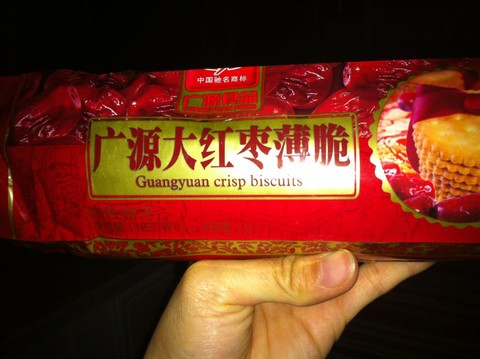 中国驰名商标
广源大红枣薄脆
Guangyuan crisp biscuits